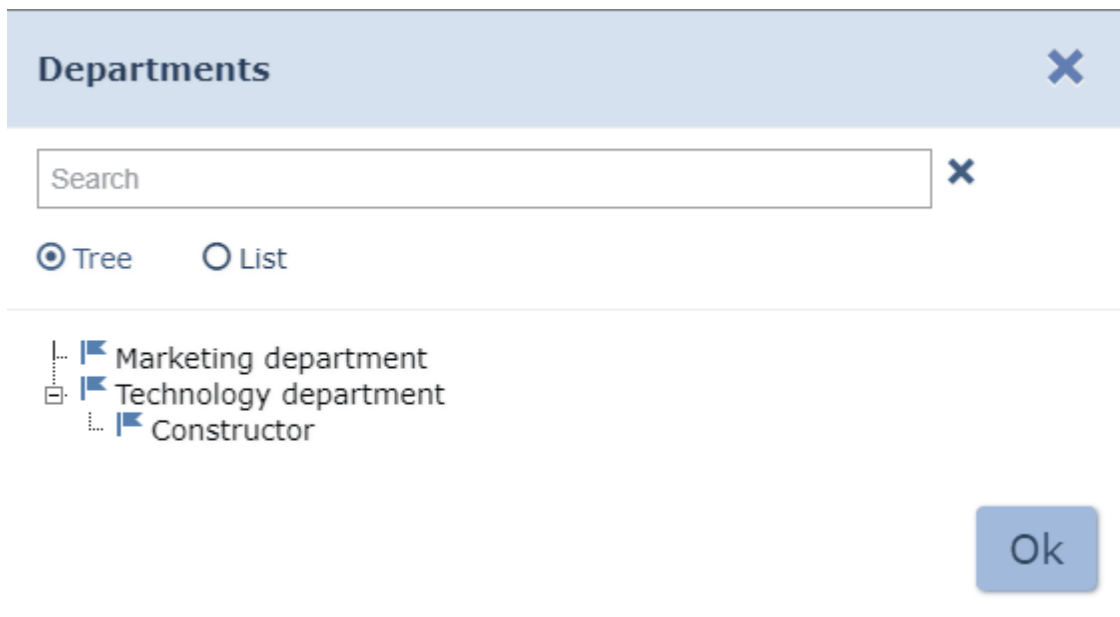 Departments
Search
Tree List
Marketing department
Technology department
Constructor
Ok